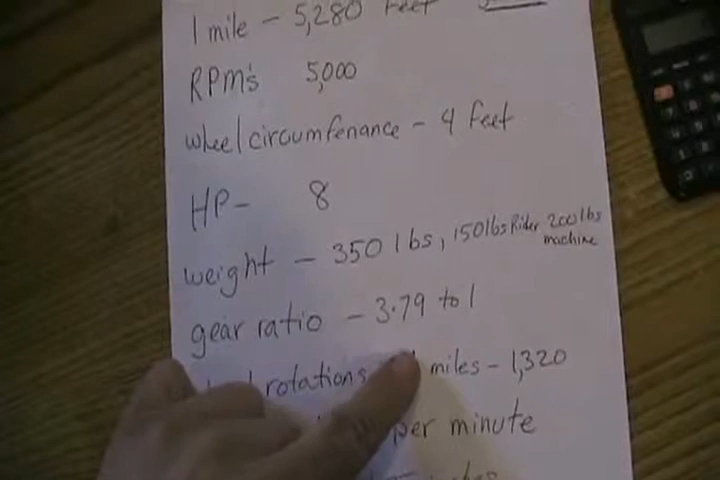 1 mile - 5,280 Feet
RPM's 5,000
wheel circumfenance - 4 feet
HP- 8
weight - 350 lbs, 150 lbs Rider 200 lbs machine
gear ratio - 3.79 to 1
rotations miles - 1,320
per minute